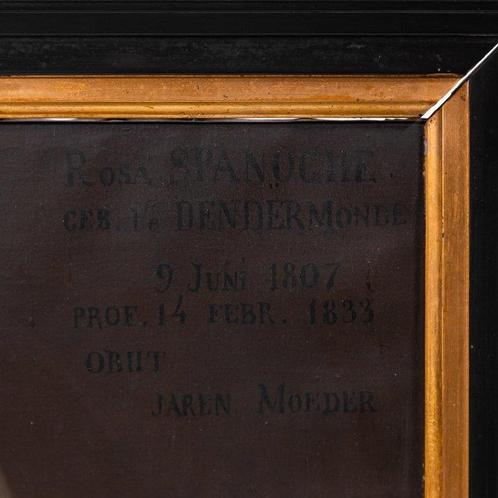 Rosa SPANOGHE
GEB. Te DENDERMONDE
9 JUNI 1807
PROF. 14 FEBR. 1833
OBIIT
JAREN MOEDER